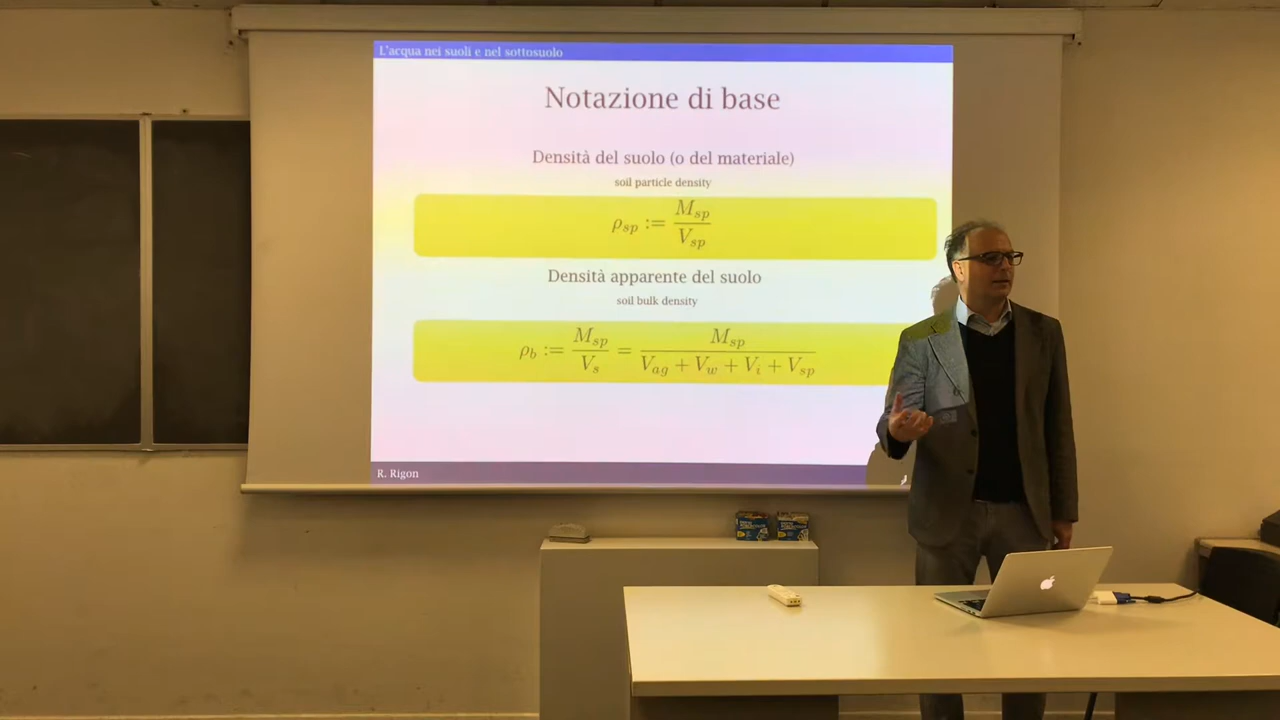 L'acqua nei suoli e nel sottosuolo
Notazione di base
Densità del suolo (o del materiale)
soil particle density
ρ_sp := M_sp / V_sp
Densità apparente del suolo
soil bulk density
ρ_b := M_sp / V_s = M_sp / (V_ag + V_w + V_i + V_sp)
R. Rigon